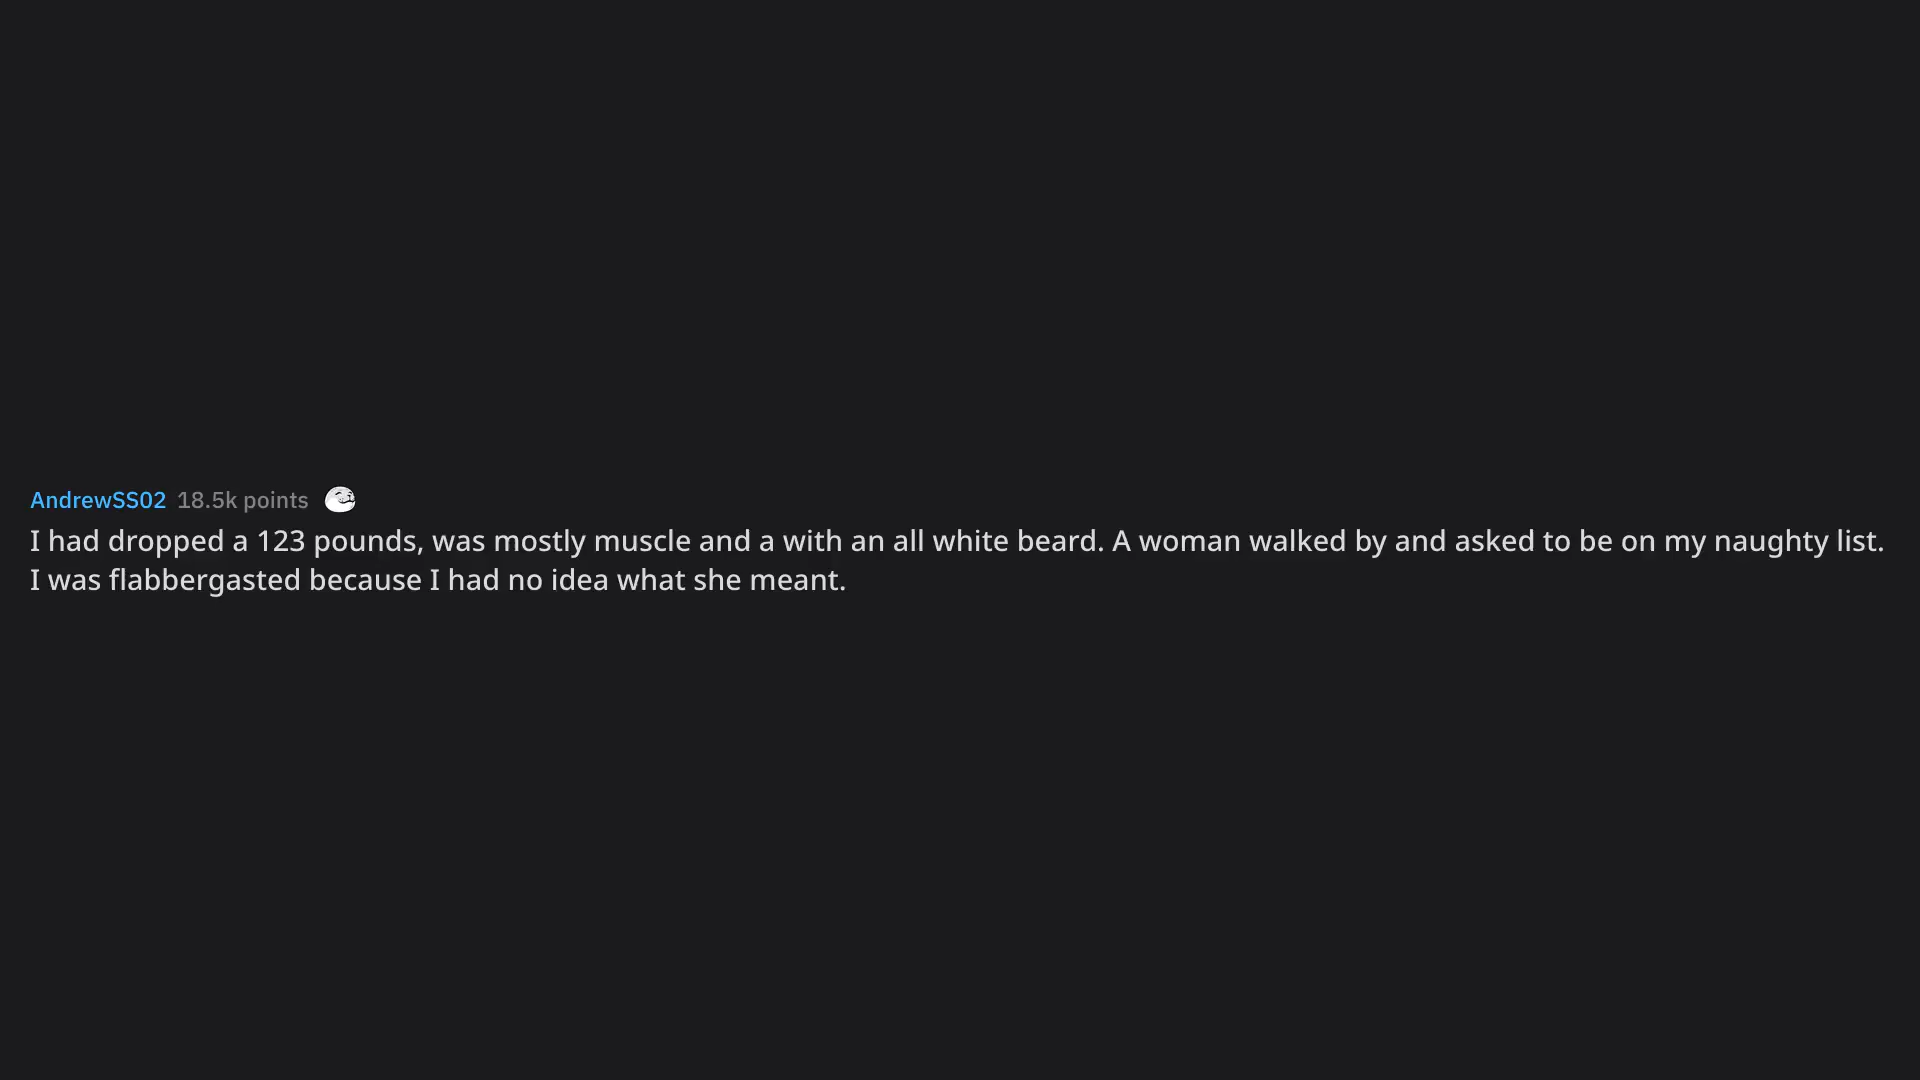 AndrewSS02 18.5k points
I had dropped a 123 pounds, was mostly muscle and a with an all white beard. A woman walked by and asked to be on my naughty list.
I was flabbergasted because I had no idea what she meant.